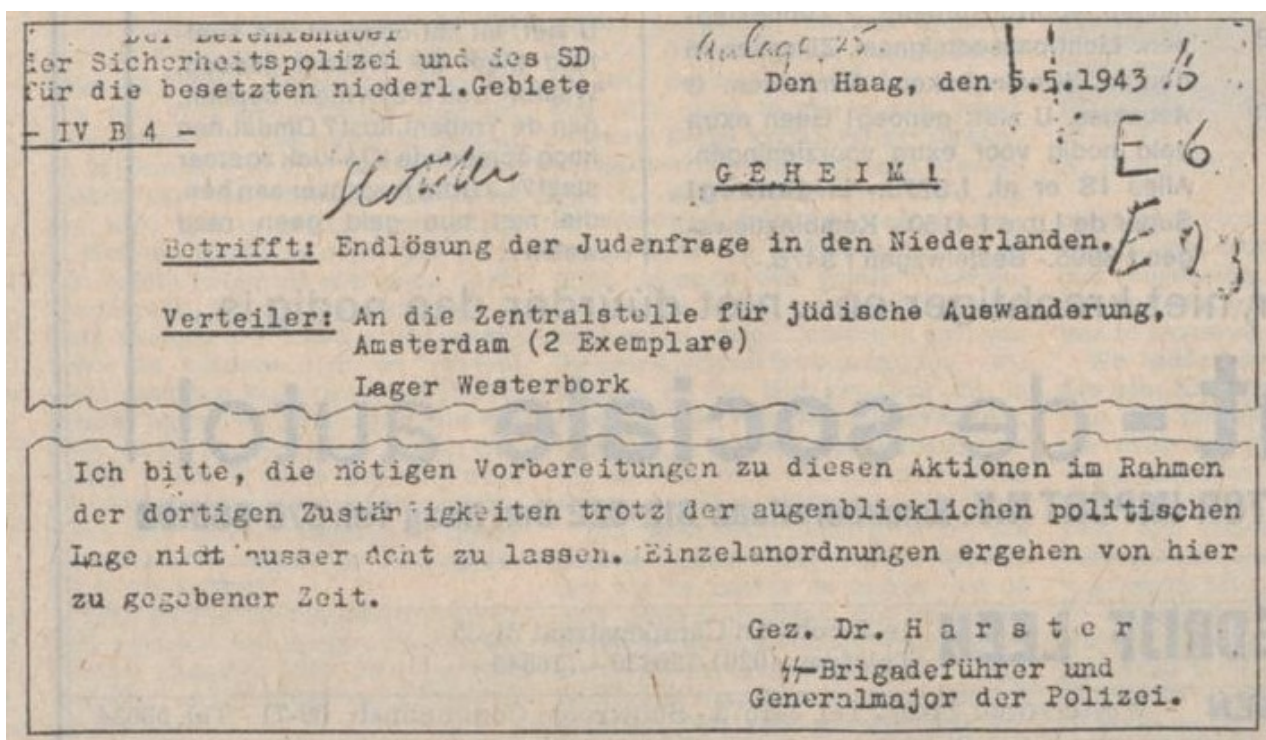 Der Befehlshaber
der Sicherheitspolizei und des SD
für die besetzten niederl.Gebiete
- IV B 4 -
Anlage 25
Den Haag, den 5.5.1943
E 6
GEHEIM!
Betrifft: Endlösung der Judenfrage in den Niederlanden.
E 23
Verteiler: An die Zentralstelle für jüdische Auswanderung,
Amsterdam (2 Exemplare)
Lager Westerbork
Ich bitte, die nötigen Vorbereitungen zu diesen Aktionen im Rahmen
der dortigen Zuständigkeiten trotz der augenblicklichen politischen
Lage nicht ausser acht zu lassen. Einzelanordnungen ergehen von hier
zu gegebener Zeit.
Gez. Dr. Harster
SS-Brigadeführer und
Generalmajor der Polizei.